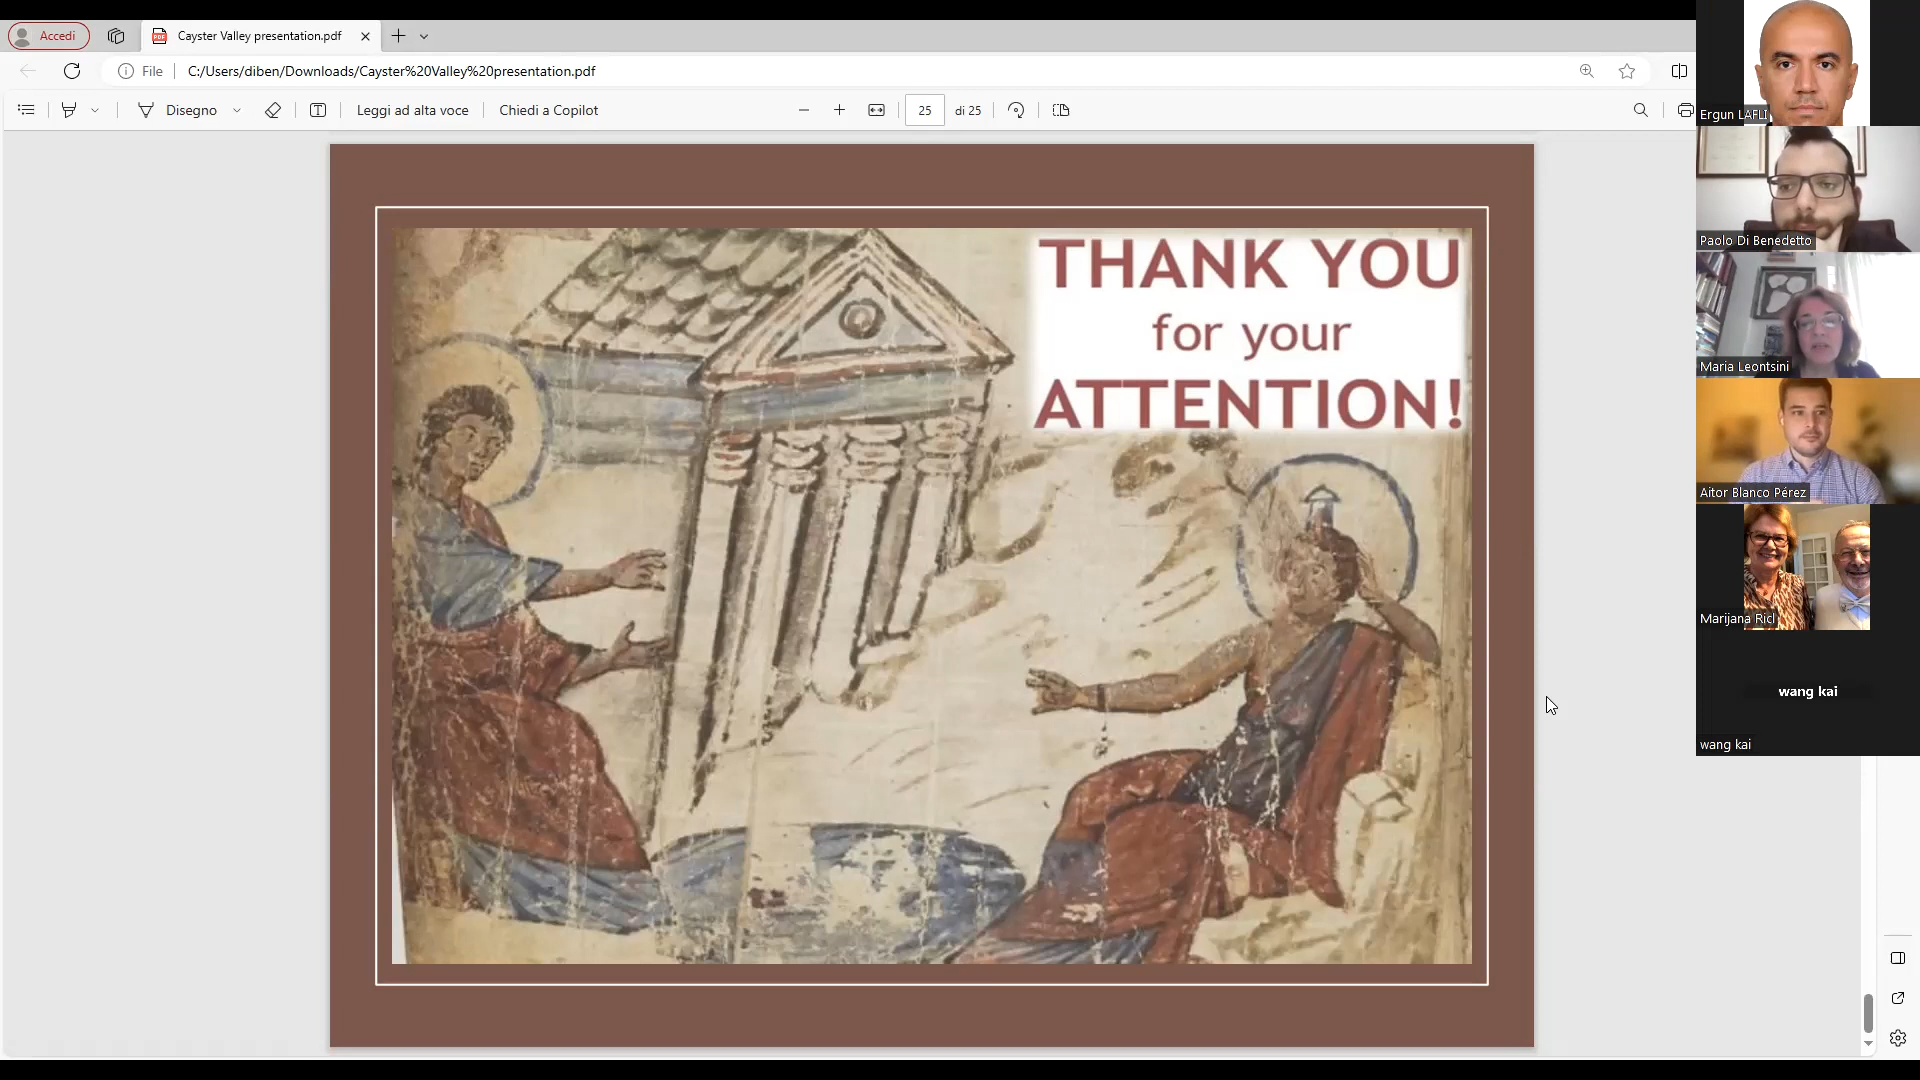 Accedi
Cayster Valley presentation.pdf
File
C:/Users/diben/Downloads/Cayster%20Valley%20presentation.pdf
Disegno
Leggi ad alta voce
Chiedi a Copilot
25
di 25
THANK YOU
for your
ATTENTION!
Ergun LAFLI
Paolo Di Benedetto
Maria Leontsini
Aitor Blanco Pérez
Marijana Ricl
wang kai
wang kai